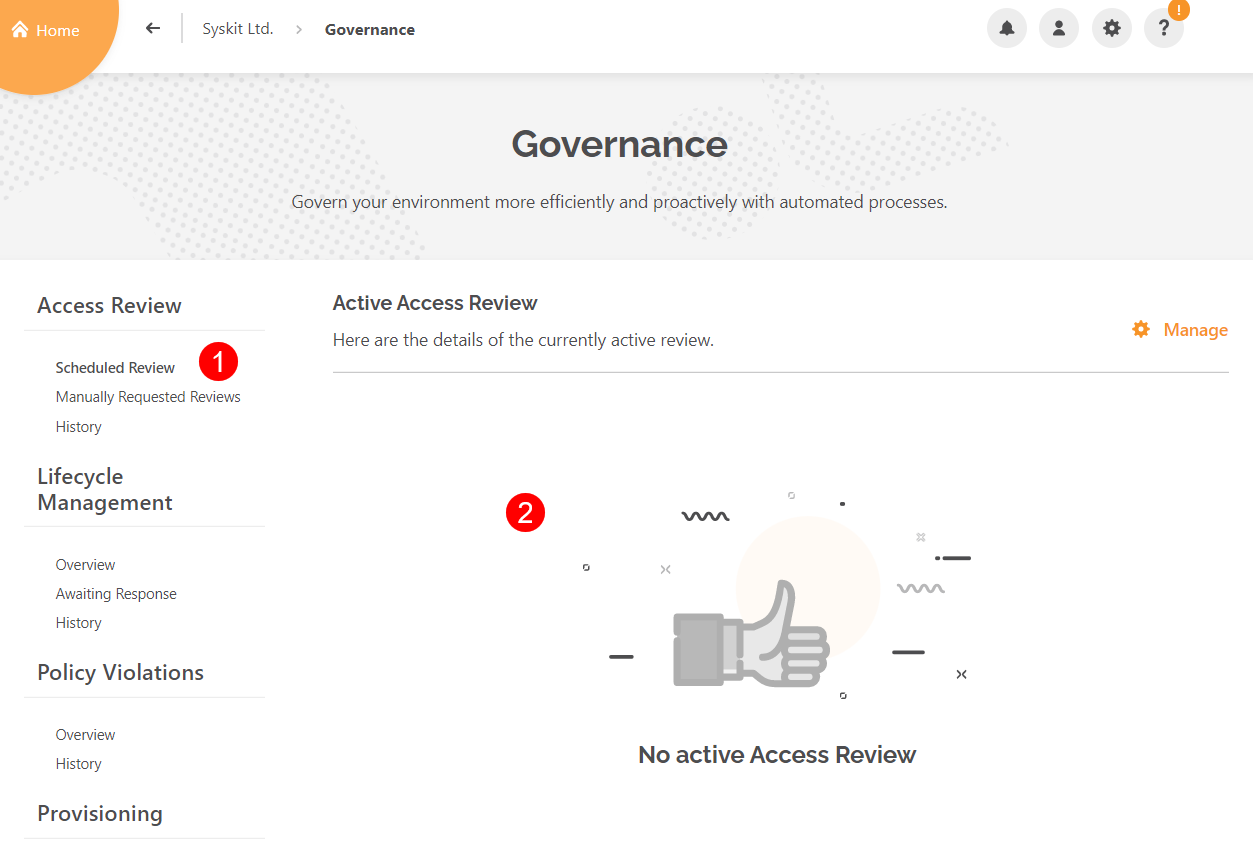 Home
Syskit Ltd.
Governance
!
?
Governance
Govern your environment more efficiently and proactively with automated processes.
Access Review
Scheduled Review
1
Manually Requested Reviews
History
Lifecycle
Management
Overview
Awaiting Response
History
Policy Violations
Overview
History
Provisioning
Active Access Review
Here are the details of the currently active review.
Manage
2
No active Access Review